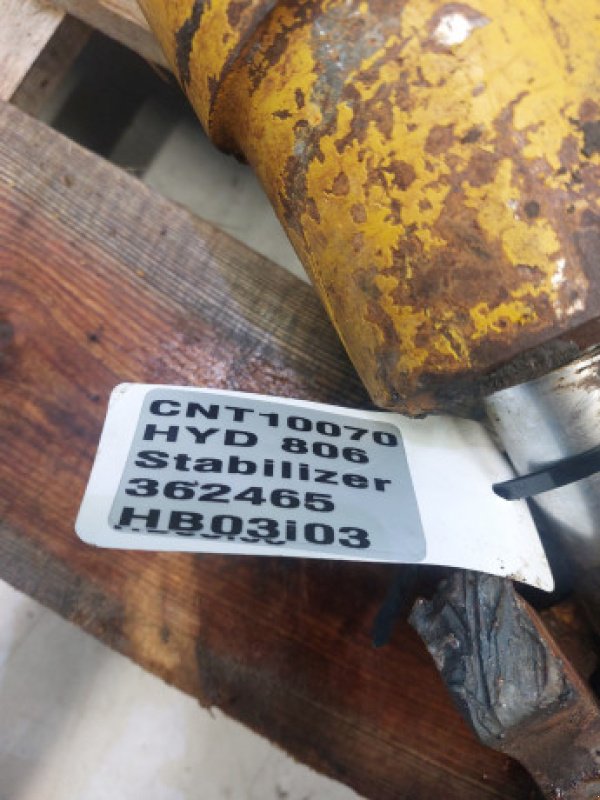 CNT10070
HYD 806
Stabilizer
362465
HB03i03